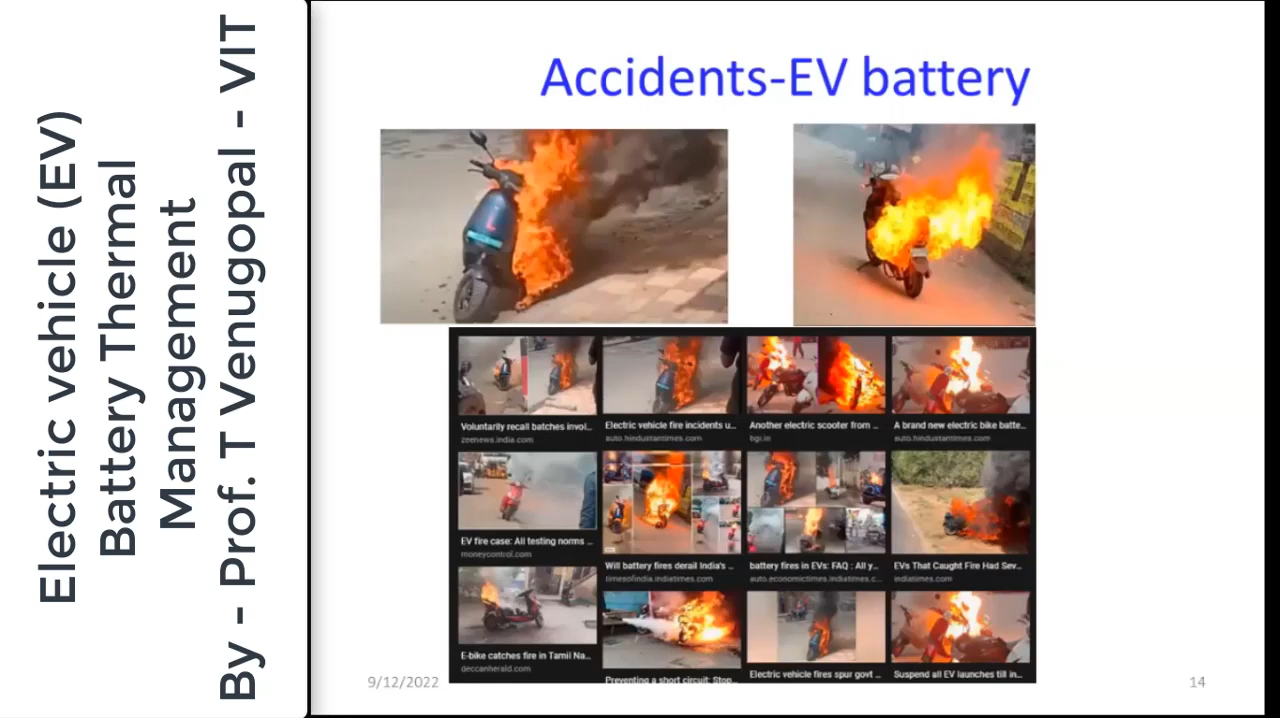 Electric vehicle (EV)
Battery Thermal
Management
By - Prof. T Venugopal - VIT
Accidents-EV battery
Voluntarily recall batches invol...
zeenews.india.com
Electric vehicle fire incidents u...
auto.hindustantimes.com
Another electric scooter from ...
bgr.in
A brand new electric bike batte...
auto.hindustantimes.com
EV fire case: All testing norms ...
moneycontrol.com
Will battery fires derail India's ...
timesofindia.indiatimes.com
battery fires in EVs: FAQ : All y...
auto.economictimes.indiatimes.c...
EVs That Caught Fire Had Sev...
indiatimes.com
E-bike catches fire in Tamil Na...
deccanherald.com
Preventing a short circuit: Stop...
Electric vehicle fires spur govt ...
Suspend all EV launches till in...
9/12/2022
14